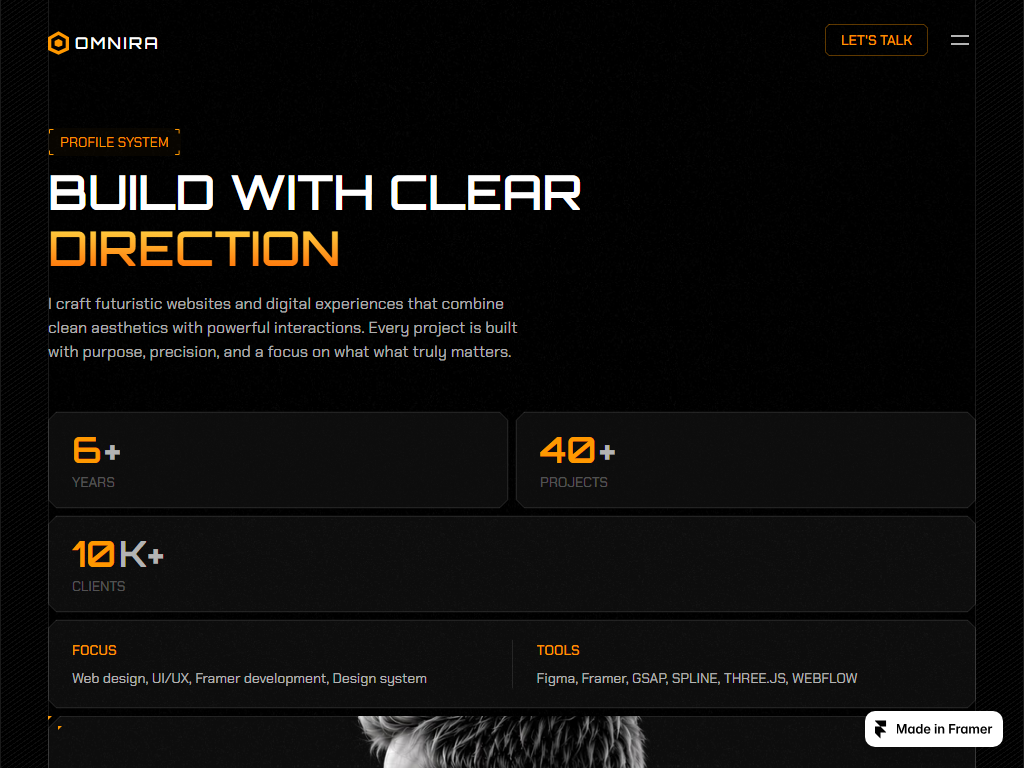 OMNIRA
LET'S TALK
PROFILE SYSTEM
BUILD WITH CLEAR
DIRECTION
I craft futuristic websites and digital experiences that combine
clean aesthetics with powerful interactions. Every project is built
with purpose, precision, and a focus on what what truly matters.
6+
YEARS
40+
PROJECTS
10K+
CLIENTS
FOCUS
Web design, UI/UX, Framer development, Design system
TOOLS
Figma, Framer, GSAP, SPLINE, THREE.JS, WEBFLOW
Made in Framer